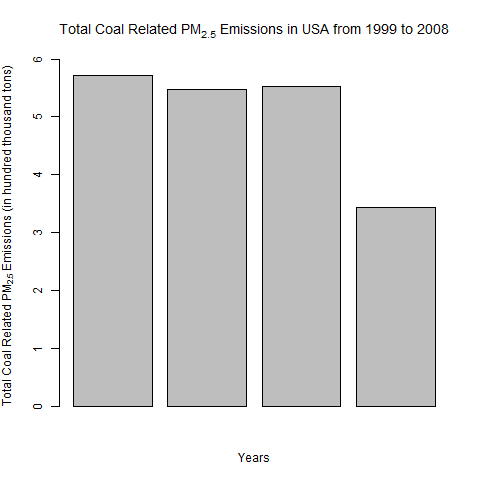 Total Coal Related PM2.5 Emissions in USA from 1999 to 2008
Total Coal Related PM2.5 Emissions (in hundred thousand tons)
6
5
4
3
2
1
0
Years